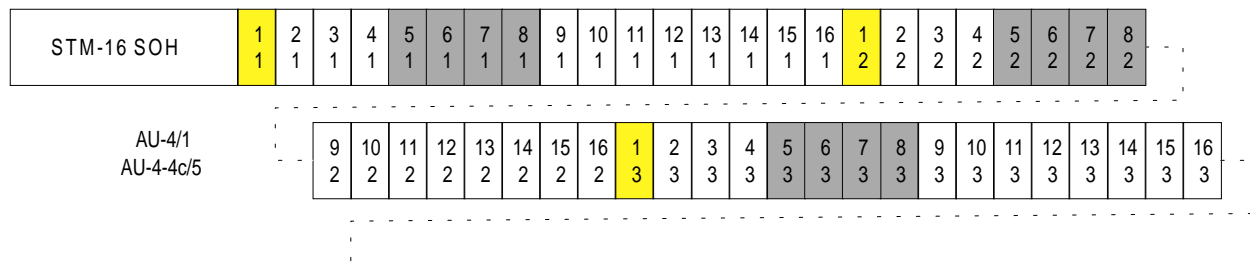 STM-16 SOH
1 2 3 4 5 6 7 8 9 10 11 12 13 14 15 16 1 2 3 4 5 6 7 8
1 1 1 1 1 1 1 1 1 1 1 1 1 1 1 1 2 2 2 2 2 2 2 2
AU-4/1
AU-4-4c/5
9 10 11 12 13 14 15 16 1 2 3 4 5 6 7 8 9 10 11 12 13 14 15 16
2 2 2 2 2 2 2 2 3 3 3 3 3 3 3 3 3 3 3 3 3 3 3 3